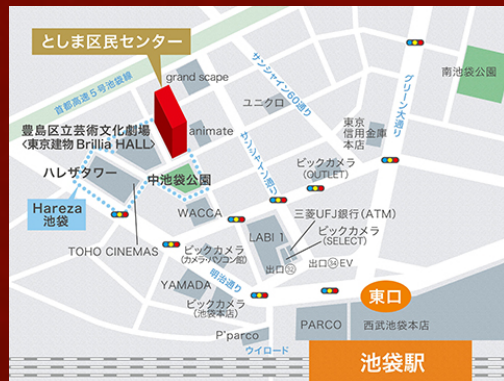 としま区民センター
首都高速5号池袋線
grand scape
サンシャイン60通り
グリーン大通り
南池袋公園
ユニクロ
豊島区立芸術文化劇場
〈東京建物 Brillia HALL〉
animate
東京
信用金庫
本店
サンシャイン通り
ハレザタワー
中池袋公園
ビックカメラ
(OUTLET)
Hareza
池袋
WACCA
三菱UFJ銀行(ATM)
ビックカメラ
(SELECT)
LABI 1
TOHO CINEMAS
ビックカメラ
(カメラ・パソコン館)
出口㉚
出口㉞EV
明治通り
YAMADA
ビックカメラ
(池袋本店)
東口
P'parco
PARCO
西武池袋本店
ウイロード
池袋駅